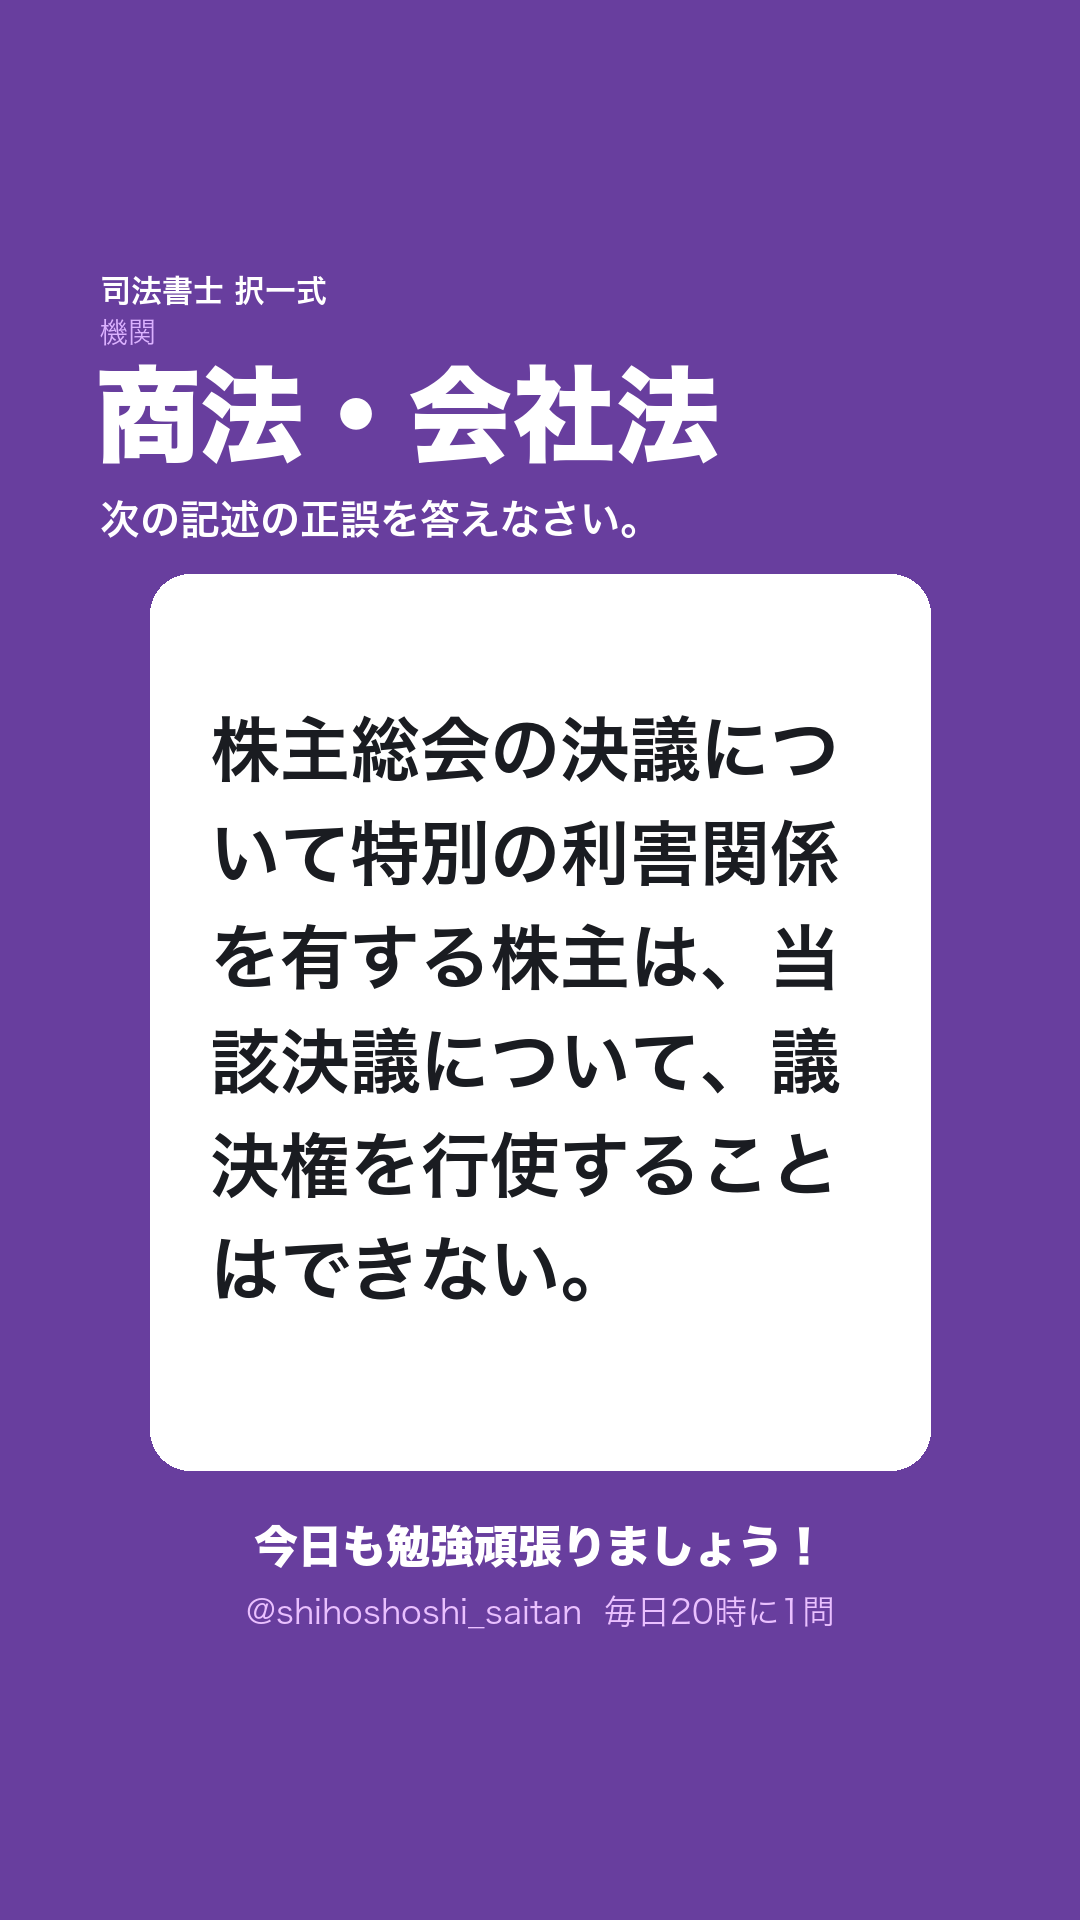 司法書士 択一式
機関
商法・会社法
次の記述の正誤を答えなさい。
株主総会の決議につ
いて特別の利害関係
を有する株主は、当
該決議について、議
決権を行使すること
はできない。
今日も勉強頑張りましょう！
@shihoshoshi_saitan 毎日20時に1問